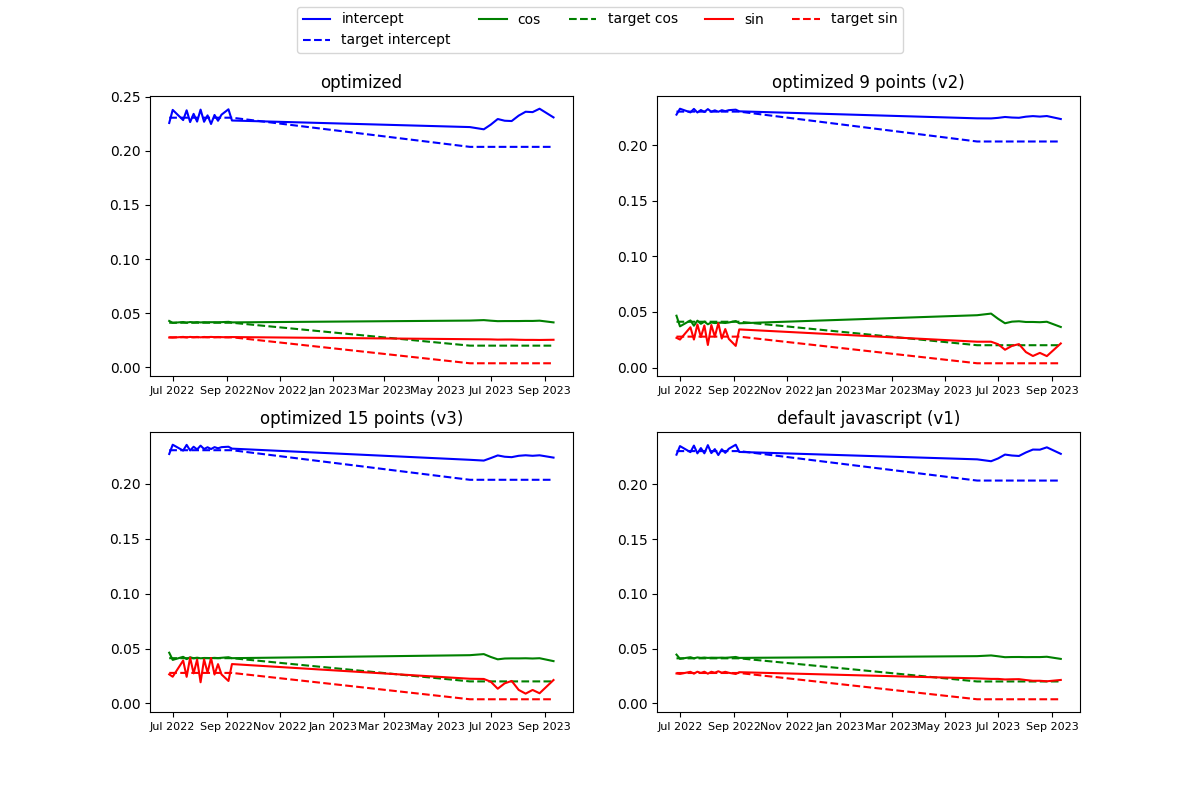 intercept cos target cos sin target sin
target intercept
optimized
0.25
0.20
0.15
0.10
0.05
0.00
Jul 2022 Sep 2022 Nov 2022 Jan 2023 Mar 2023 May 2023 Jul 2023 Sep 2023
optimized 9 points (v2)
0.20
0.15
0.10
0.05
0.00
Jul 2022 Sep 2022 Nov 2022 Jan 2023 Mar 2023 May 2023 Jul 2023 Sep 2023
optimized 15 points (v3)
0.20
0.15
0.10
0.05
0.00
Jul 2022 Sep 2022 Nov 2022 Jan 2023 Mar 2023 May 2023 Jul 2023 Sep 2023
default javascript (v1)
0.20
0.15
0.10
0.05
0.00
Jul 2022 Sep 2022 Nov 2022 Jan 2023 Mar 2023 May 2023 Jul 2023 Sep 2023